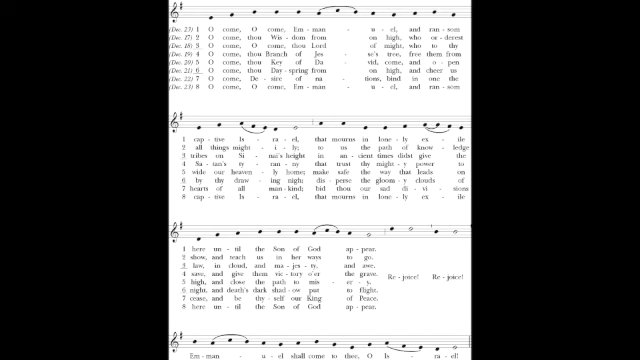 (Dec. 23) 1 O come, O come, Em - man - u - el, and ran - som
(Dec. 17) 2 O come, thou Wis - dom from on high, who or - derest
(Dec. 18) 3 O come, O come, thou Lord of might, who to thy
(Dec. 19) 4 O come, thou Branch of Jes - se's tree, free them from
(Dec. 20) 5 O come, thou Key of Da - vid, come, and o - pen
(Dec. 21) 6 O come, thou Day - spring from on high, and cheer us
(Dec. 22) 7 O come, De - sire of na - tions, bind in one the
(Dec. 23) 8 O come, O come, Em - man - u - el, and ran - som
1 cap - tive Is - ra - el, that mourns in lone - ly ex - ile
2 all things might - i - ly; to us the path of know - ledge
3 tribes on Si - nai's height in an - cient times didst give the
4 Sa - tan's ty - ran - ny that trust thy might - y power to
5 wide our heaven - ly home; make safe the way that leads on
6 by thy draw - ing nigh; dis - perse the gloom - y clouds of
7 hearts of all man - kind; bid thou our sad di - vi - sions
8 cap - tive Is - ra - el, that mourns in lone - ly ex - ile
1 here un - til the Son of God ap - pear.
2 show, and teach us in her ways to go.
3 law, in cloud, and ma - jes - ty, and awe.
4 save, and give them vic - tory o'er the grave. Re - joice! Re - joice!
5 high, and close the path to mis - er - y.
6 night, and death's dark shad - ow put to flight.
7 cease, and be thy - self our King of Peace.
8 here un - til the Son of God ap - pear.
Em - man - u - el shall come to thee, O Is - ra - el!